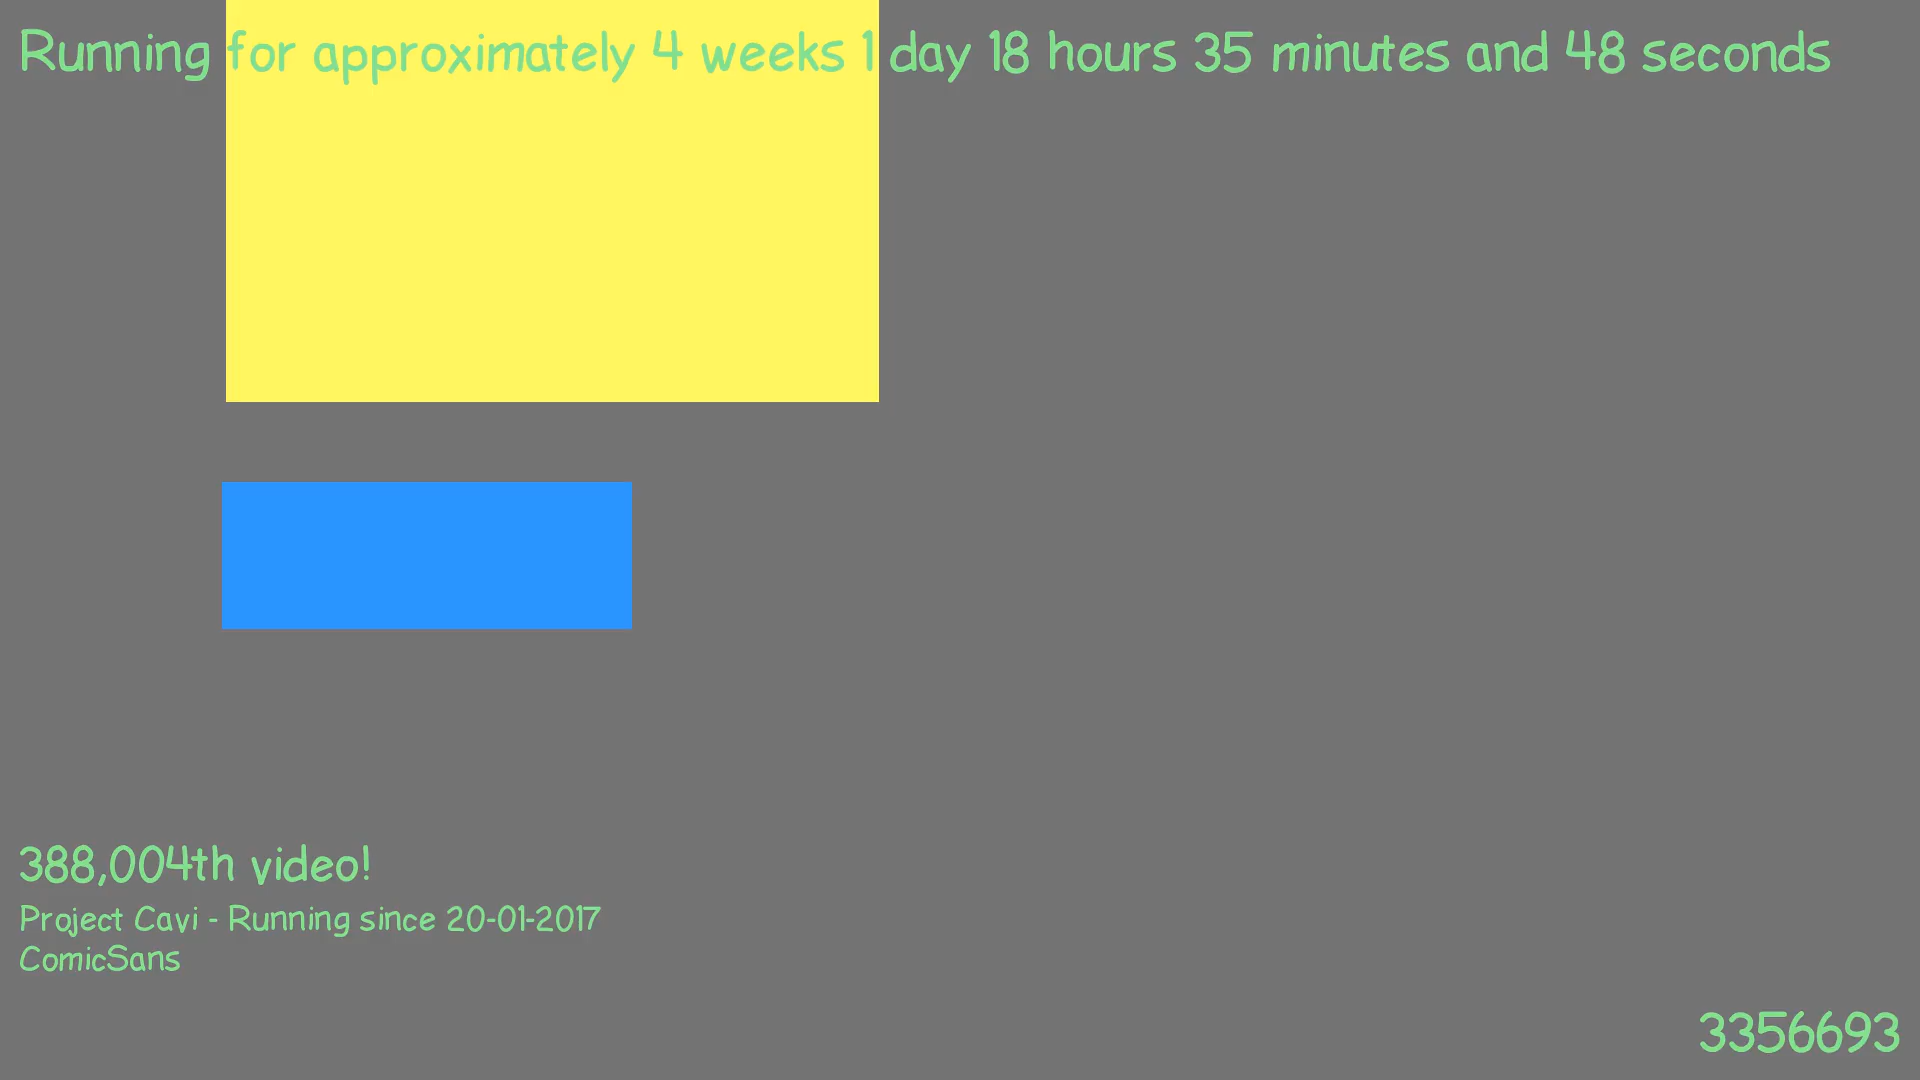 Running for approximately 4 weeks 1 day 18 hours 35 minutes and 48 seconds
388,004th video!
Project Cavi - Running since 20-01-2017
ComicSans
3356693